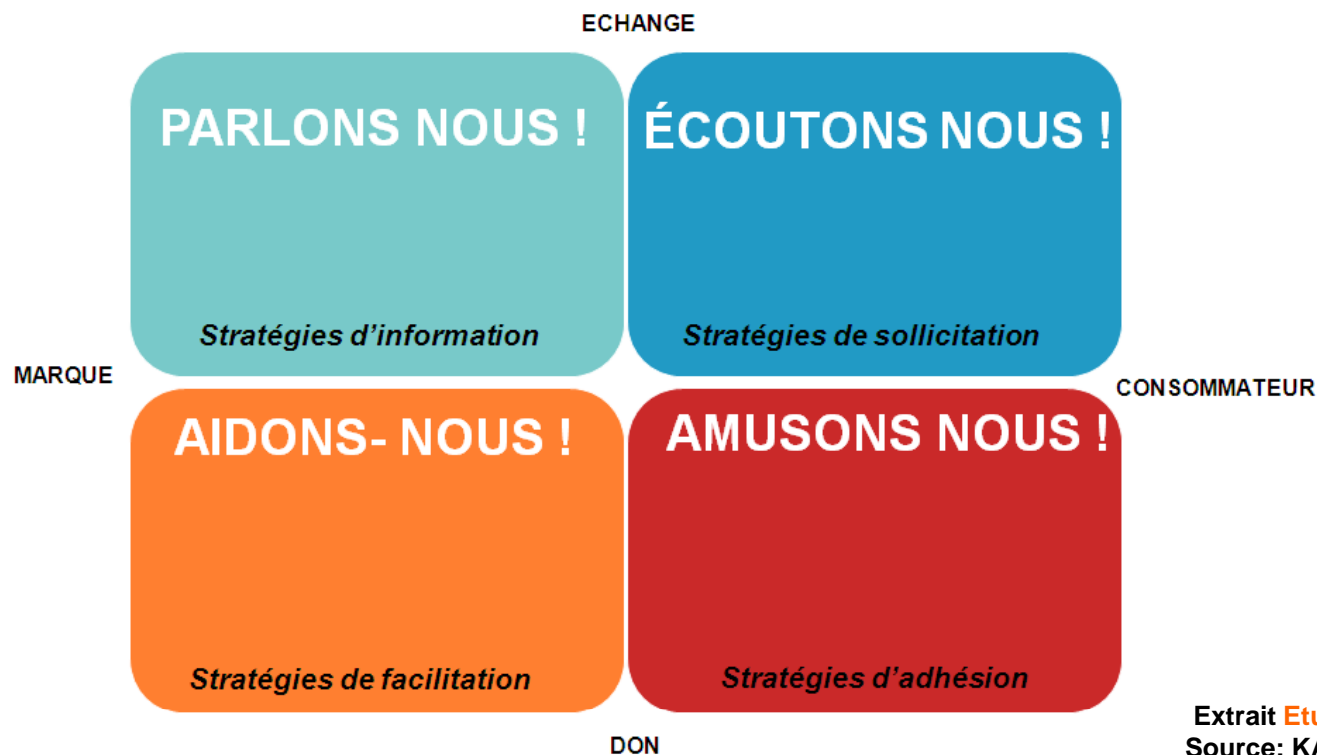 ECHANGE
PARLONS NOUS !
ÉCOUTONS NOUS !
Stratégies d'information
Stratégies de sollicitation
MARQUE
CONSOMMATEUR
AIDONS- NOUS !
AMUSONS NOUS !
Stratégies de facilitation
Stratégies d'adhésion
DON
Extrait
Source: